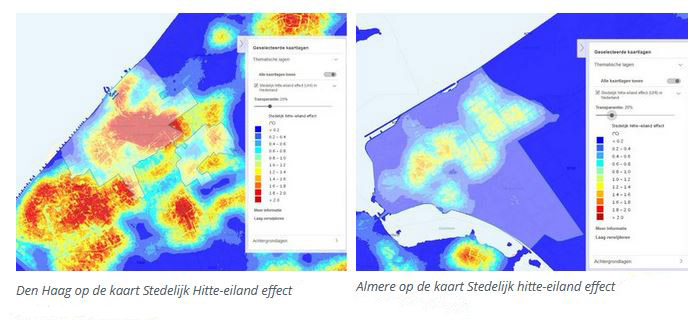 Geselecteerde kaartlagen
Thematische lagen
Alle kaartlagen tonen
Stedelijk hitte-eiland effect (UHI) in
Nederland
Transparantie: 20%
Stedelijk hitte-eiland effect
(°C)
< 0.2
0.2 - 0.4
0.4 - 0.6
0.6 - 0.8
0.8 - 1.0
1.0 - 1.2
1.2 - 1.4
1.4 - 1.6
1.6 - 1.8
1.8 - 2.0
> 2.0
Meer informatie
Laag verwijderen
Achtergrondlagen
Den Haag op de kaart Stedelijk Hitte-eiland effect
Geselecteerde kaartlagen
Thematische lagen
Alle kaartlagen tonen
Stedelijk hitte-eiland effect (UHI) in
Nederland
Transparantie: 20%
Stedelijk hitte-eiland effect
(°C)
< 0.2
0.2 - 0.4
0.4 - 0.6
0.6 - 0.8
0.8 - 1.0
1.0 - 1.2
1.2 - 1.4
1.4 - 1.6
1.6 - 1.8
1.8 - 2.0
> 2.0
Meer informatie
Laag verwijderen
Achtergrondlagen
Almere op de kaart Stedelijk hitte-eiland effect